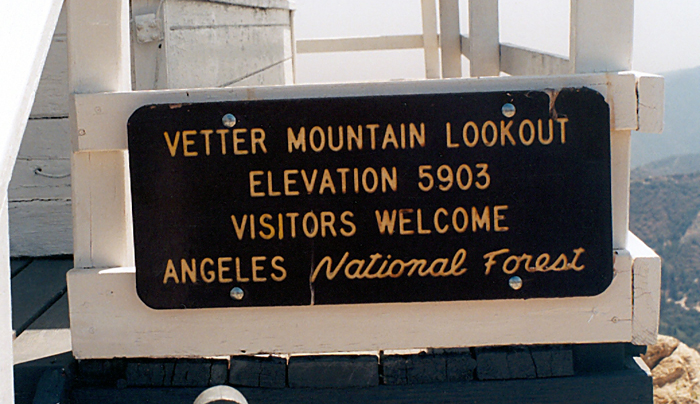 VETTER MOUNTAIN LOOKOUT
ELEVATION 5903
VISITORS WELCOME
ANGELES National Forest